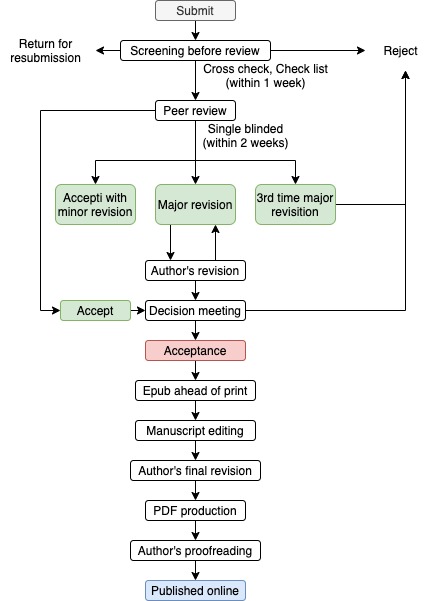 Submit
Return for
resubmission
Screening before review
Reject
Cross check, Check list
(within 1 week)
Peer review
Single blinded
(within 2 weeks)
Accepti with
minor revision
Major revision
3rd time major
revisition
Author's revision
Accept
Decision meeting
Acceptance
Epub ahead of print
Manuscript editing
Author's final revision
PDF production
Author's proofreading
Published online